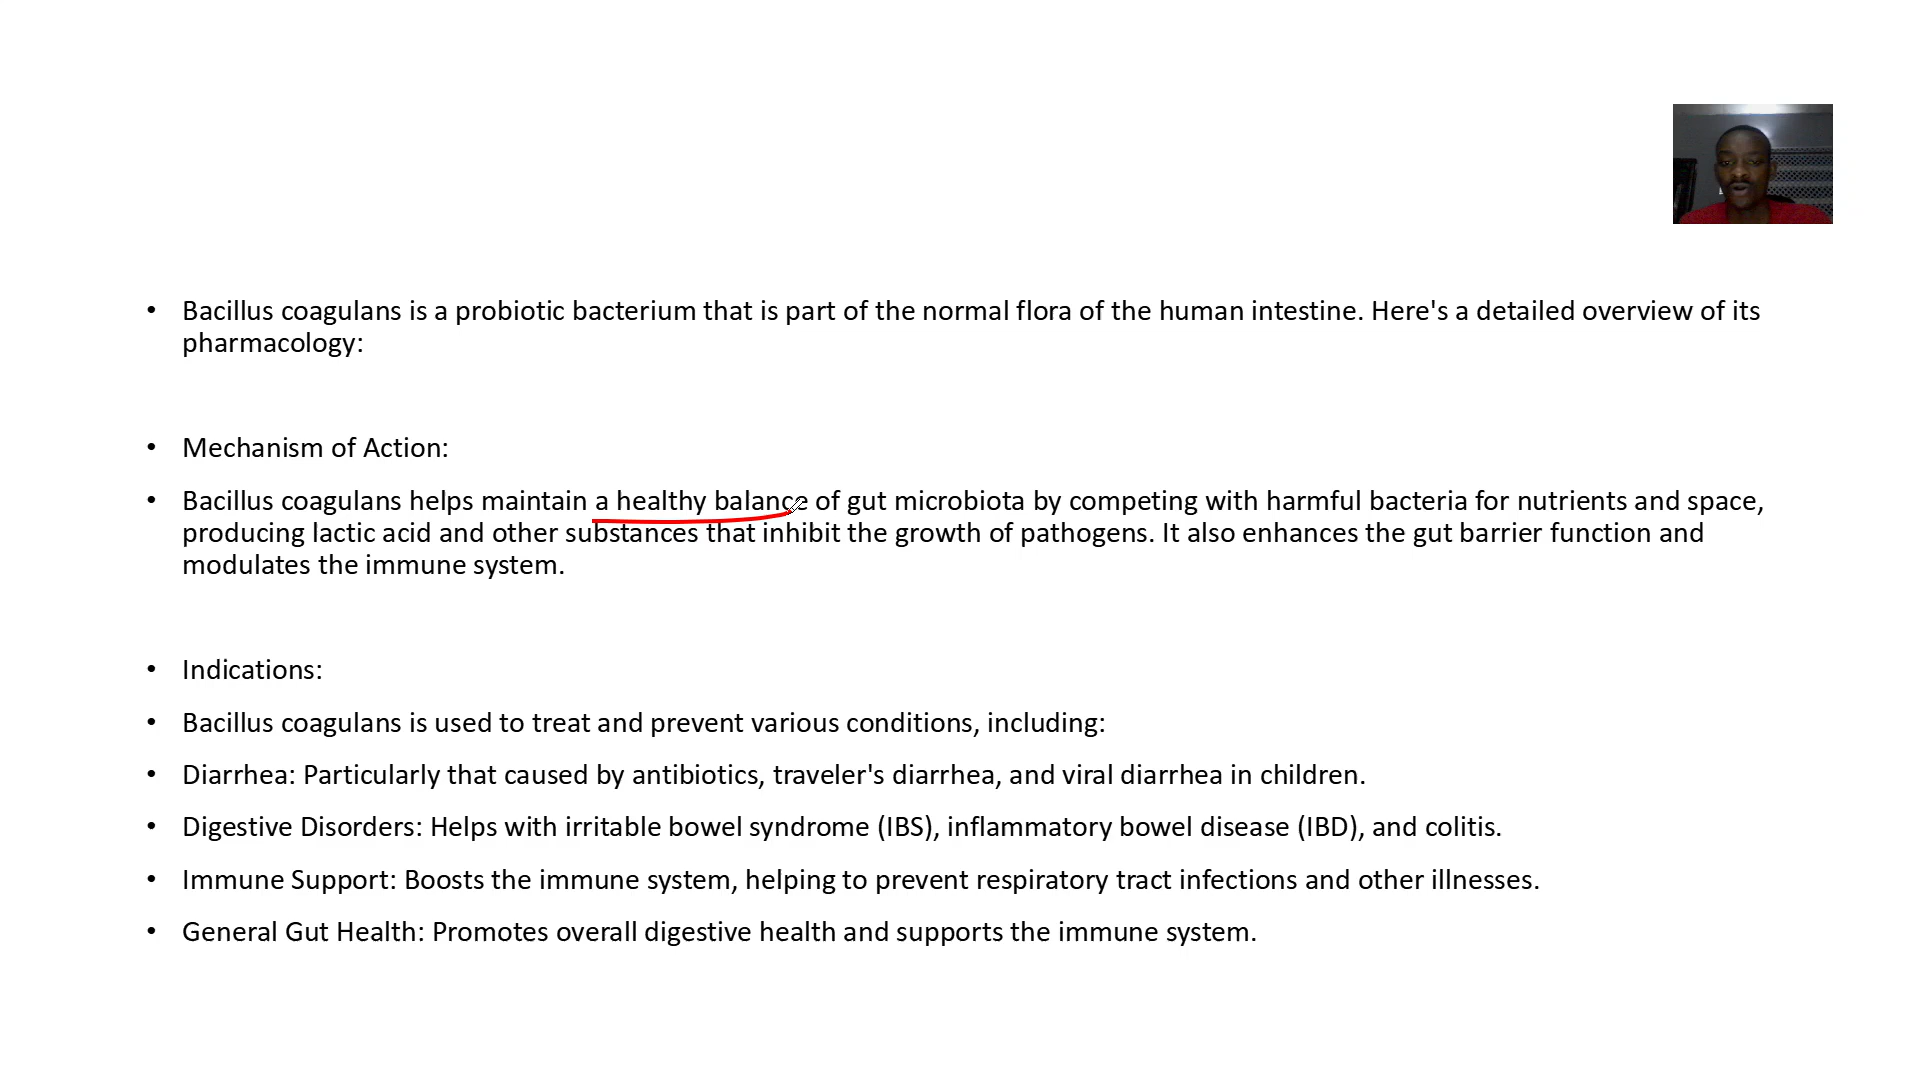 • Bacillus coagulans is a probiotic bacterium that is part of the normal flora of the human intestine. Here's a detailed overview of its
pharmacology:
• Mechanism of Action:
• Bacillus coagulans helps maintain a healthy balance of gut microbiota by competing with harmful bacteria for nutrients and space,
producing lactic acid and other substances that inhibit the growth of pathogens. It also enhances the gut barrier function and
modulates the immune system.
• Indications:
• Bacillus coagulans is used to treat and prevent various conditions, including:
• Diarrhea: Particularly that caused by antibiotics, traveler's diarrhea, and viral diarrhea in children.
• Digestive Disorders: Helps with irritable bowel syndrome (IBS), inflammatory bowel disease (IBD), and colitis.
• Immune Support: Boosts the immune system, helping to prevent respiratory tract infections and other illnesses.
• General Gut Health: Promotes overall digestive health and supports the immune system.